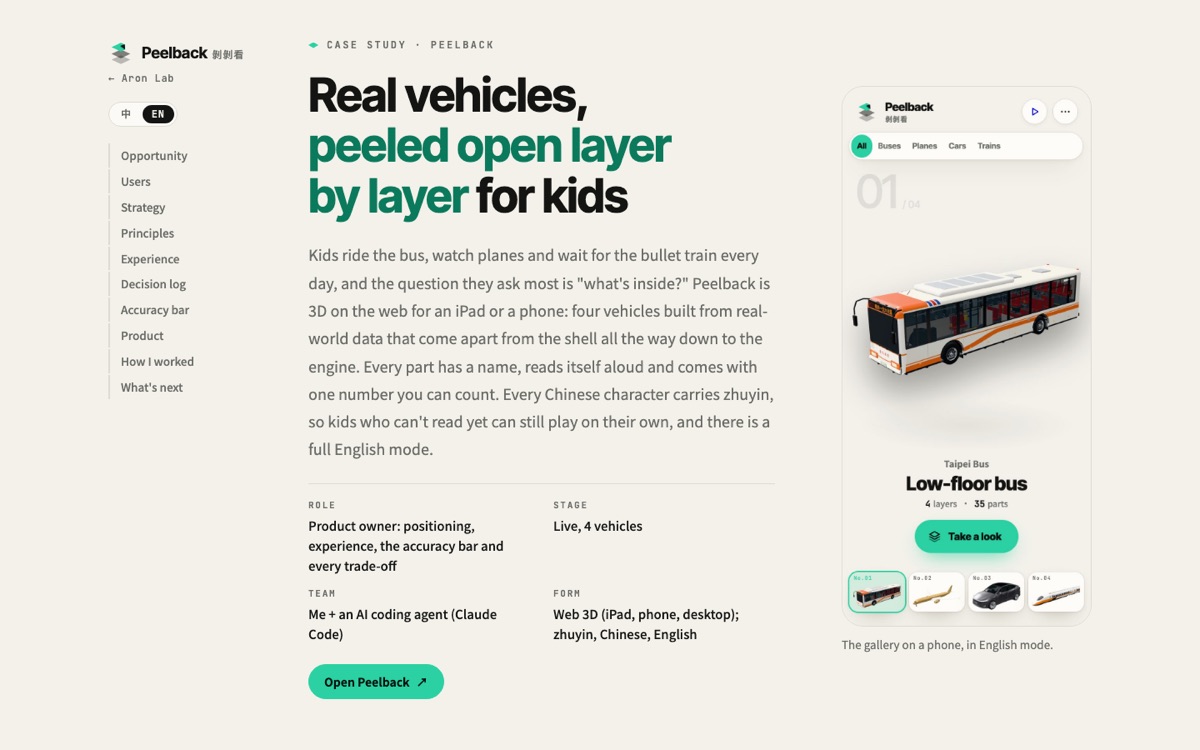 Peelback 剝剝看
← Aron Lab
中 EN
Opportunity
Users
Strategy
Principles
Experience
Decision log
Accuracy bar
Product
How I worked
What's next
CASE STUDY · PEELBACK
Real vehicles,
peeled open layer
by layer for kids
Kids ride the bus, watch planes and wait for the bullet train every
day, and the question they ask most is "what's inside?" Peelback is
3D on the web for an iPad or a phone: four vehicles built from real-
world data that come apart from the shell all the way down to the
engine. Every part has a name, reads itself aloud and comes with
one number you can count. Every Chinese character carries zhuyin,
so kids who can't read yet can still play on their own, and there is a
full English mode.
ROLE
Product owner: positioning,
experience, the accuracy bar and
every trade-off
STAGE
Live, 4 vehicles
TEAM
Me + an AI coding agent (Claude
Code)
FORM
Web 3D (iPad, phone, desktop);
zhuyin, Chinese, English
Open Peelback ↗
Peelback
剝剝看
All Buses Planes Cars Trains
01 / 04
Taipei Bus
Low-floor bus
4 layers · 35 parts
Take a look
No.01 No.02 No.03 No.04
The gallery on a phone, in English mode.